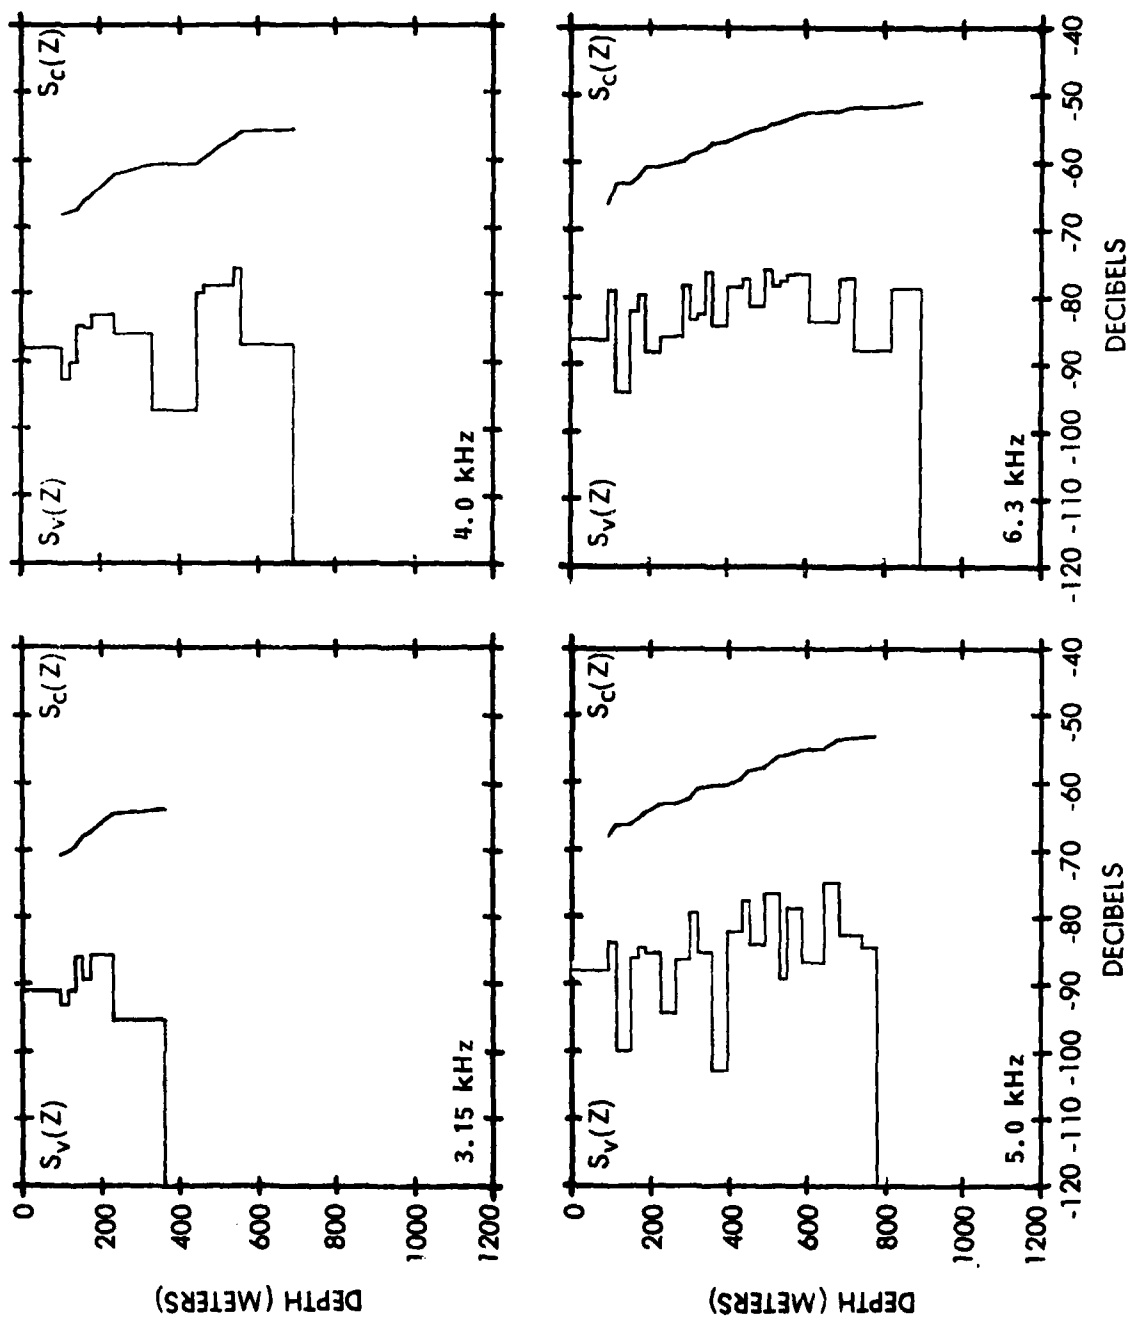 Sv(Z)
Sc(Z)
3.15 kHz
0
200
400
600
800
1000
1200
DEPTH (METERS)
Sv(Z)
Sc(Z)
4.0 kHz
Sv(Z)
Sc(Z)
5.0 kHz
0
200
400
600
800
1000
1200
DEPTH (METERS)
-120 -110 -100 -90 -80 -70 -60 -50 -40
DECIBELS
Sv(Z)
Sc(Z)
6.3 kHz
-120 -110 -100 -90 -80 -70 -60 -50 -40
DECIBELS